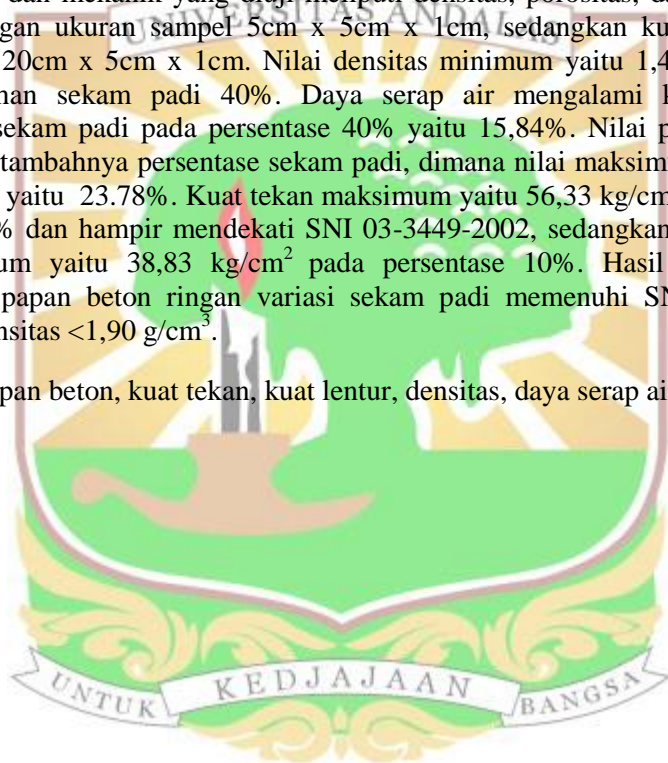 dan mekanik yang diuji meliputi densitas, porositas, da
UNIVERSITAS ANDALAS
gan ukuran sampel 5cm x 5cm x 1cm, sedangkan ku
20cm x 5cm x 1cm. Nilai densitas minimum yaitu 1,4
han sekam padi 40%. Daya serap air mengalami k
sekam padi pada persentase 40% yaitu 15,84%. Nilai p
tambahnya persentase sekam padi, dimana nilai maksimu
yaitu 23.78%. Kuat tekan maksimum yaitu 56,33 kg/cm
% dan hampir mendekati SNI 03-3449-2002, sedangkan
um yaitu 38,83 kg/cm² pada persentase 10%. Hasil
papan beton ringan variasi sekam padi memenuhi SN
nsitas <1,90 g/cm³.
pan beton, kuat tekan, kuat lentur, densitas, daya serap ai
UNTUK KEDJAJAAN BANGSA